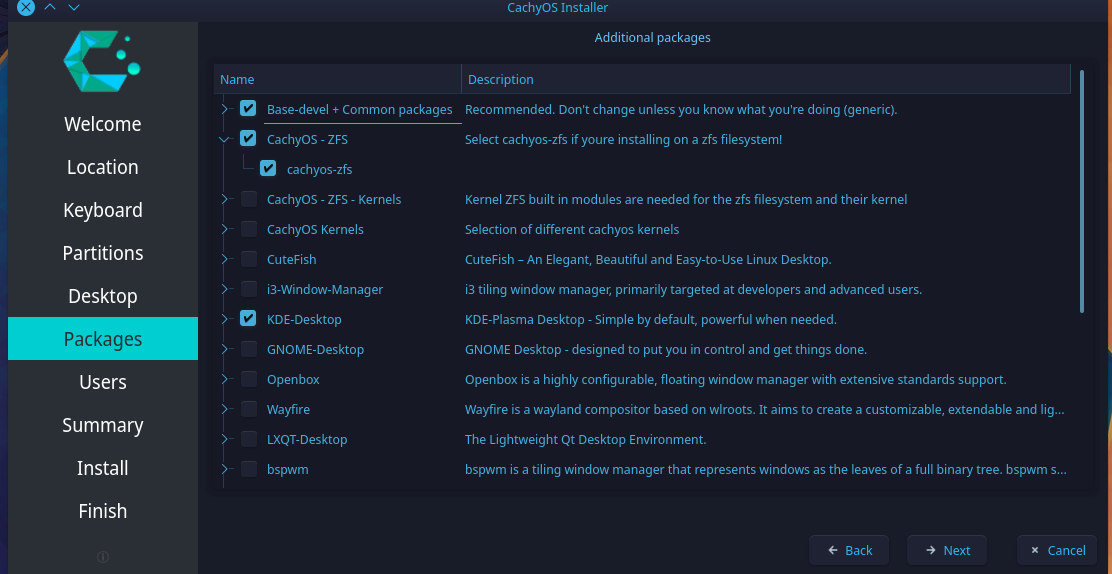 CachyOS Installer
Additional packages
Name Description
Welcome
Location
Keyboard
Partitions
Desktop
Packages
Users
Summary
Install
Finish
Base-devel + Common packages Recommended. Don't change unless you know what you're doing (generic).
CachyOS - ZFS Select cachyos-zfs if youre installing on a zfs filesystem!
cachyos-zfs
CachyOS - ZFS - Kernels Kernel ZFS built in modules are needed for the zfs filesystem and their kernel
CachyOS Kernels Selection of different cachyos kernels
CuteFish CuteFish – An Elegant, Beautiful and Easy-to-Use Linux Desktop.
i3-Window-Manager i3 tiling window manager, primarily targeted at developers and advanced users.
KDE-Desktop KDE-Plasma Desktop - Simple by default, powerful when needed.
GNOME-Desktop GNOME Desktop - designed to put you in control and get things done.
Openbox Openbox is a highly configurable, floating window manager with extensive standards support.
Wayfire Wayfire is a wayland compositor based on wlroots. It aims to create a customizable, extendable and lig...
LXQT-Desktop The Lightweight Qt Desktop Environment.
bspwm bspwm is a tiling window manager that represents windows as the leaves of a full binary tree. bspwm s...
Back Next Cancel